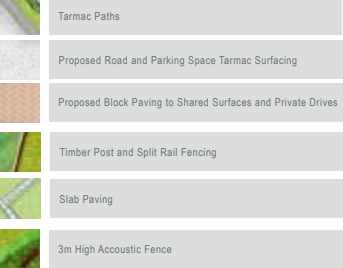 Tarmac Paths
Proposed Road and Parking Space Tarmac Surfacing
Proposed Block Paving to Shared Surfaces and Private Drives
Timber Post and Split Rail Fencing
Slab Paving
3m High Accoustic Fence